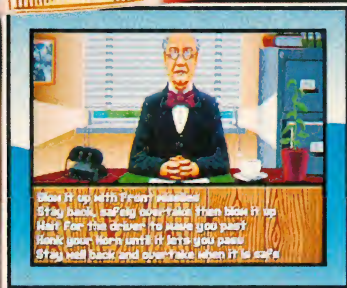 Blow it up with front missiles
Stay back, safely overtake then blow it up
Wait for the driver to wave you past
Honk your Horn until it lets you pass
Stay well back and overtake when it is safe